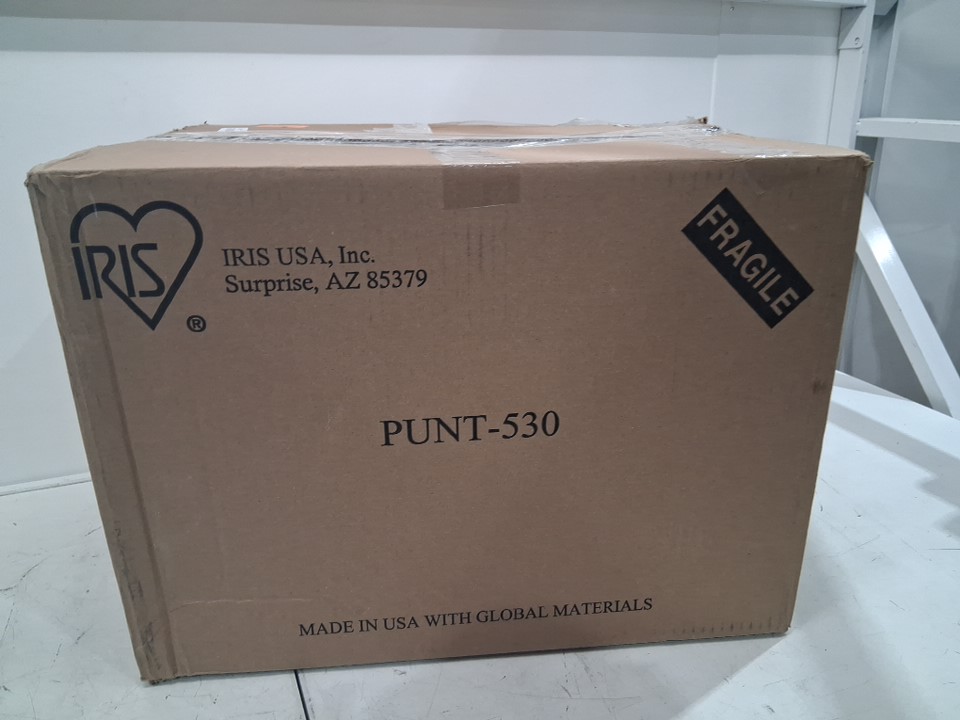 IRIS
®
IRIS USA, Inc.
Surprise, AZ 85379
FRAGILE
PUNT-530
MADE IN USA WITH GLOBAL MATERIALS